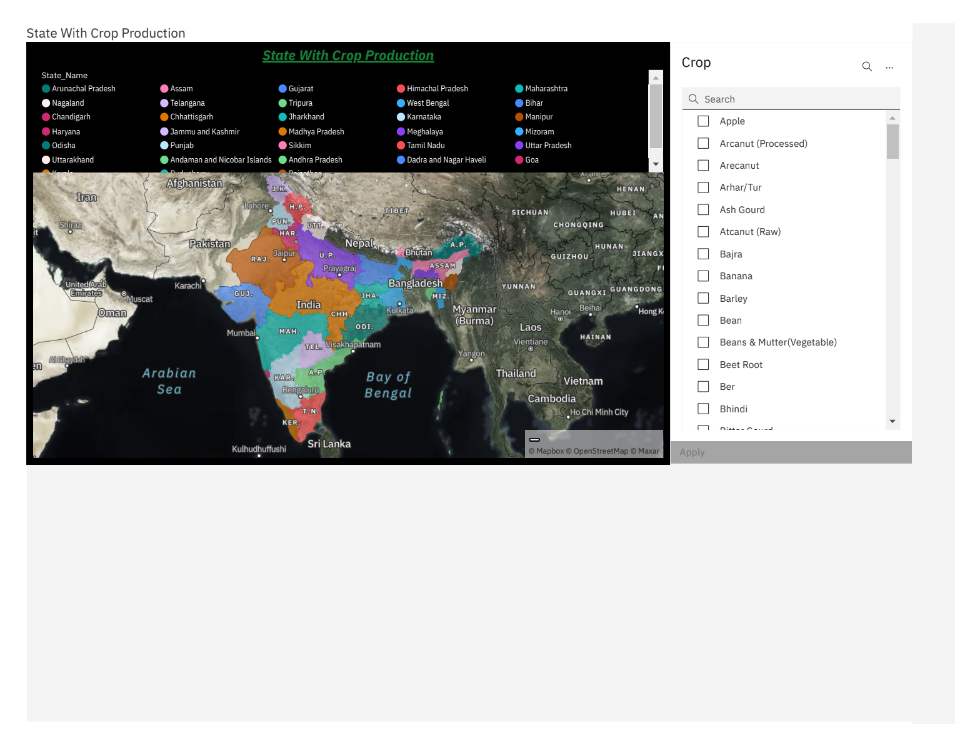 State With Crop Production
State With Crop Production
State_Name
Arunachal Pradesh Assam Gujarat Himachal Pradesh Maharashtra
Nagaland Telangana Tripura West Bengal Bihar
Chandigarh Chhattisgarh Jharkhand Karnataka Manipur
Haryana Jammu and Kashmir Madhya Pradesh Meghalaya Mizoram
Odisha Punjab Sikkim Tamil Nadu Uttar Pradesh
Uttarakhand Andaman and Nicobar Islands Andhra Pradesh Dadra and Nagar Haveli Goa
Afghanistan
J.K.
HENAN
Iran
Lahore
H.P.
TIBET
SICHUAN
HUBEI
AN
Shiraz
PUN.
UTT.
CHONGQING
HAR.
Pakistan
Nepal
A.P.
HUNAN
JIANGX
Jaipur
U.P.
Bhutan
GUIZHOU
RAJ.
ASSAM
Prayagraj
United Arab
Emirates
Karachi
Bangladesh
YUNNAN
GUANGXI
GUANGDONG
Muscat
GUJ.
JHA.
MIZ.
India
Oman
Kolkata
Myanmar
(Burma)
Hanoi
Beihai
Hong K
CHH.
Laos
ODI.
Mumbai
MAH.
HAINAN
Vientiane
TEL.
Visakhapatnam
Yangon
Arabian
Sea
KAR.
A.P.
Bay of
Bengal
Thailand
Vietnam
Bengaluru
Cambodia
T.N.
Ho Chi Minh City
KER.
Sri Lanka
Kulhudhuffushi
© Mapbox © OpenStreetMap © Maxar
Crop
...
Search
Apple
Arcanut (Processed)
Arecanut
Arhar/Tur
Ash Gourd
Atcanut (Raw)
Bajra
Banana
Barley
Bean
Beans & Mutter(Vegetable)
Beet Root
Ber
Bhindi
Apply